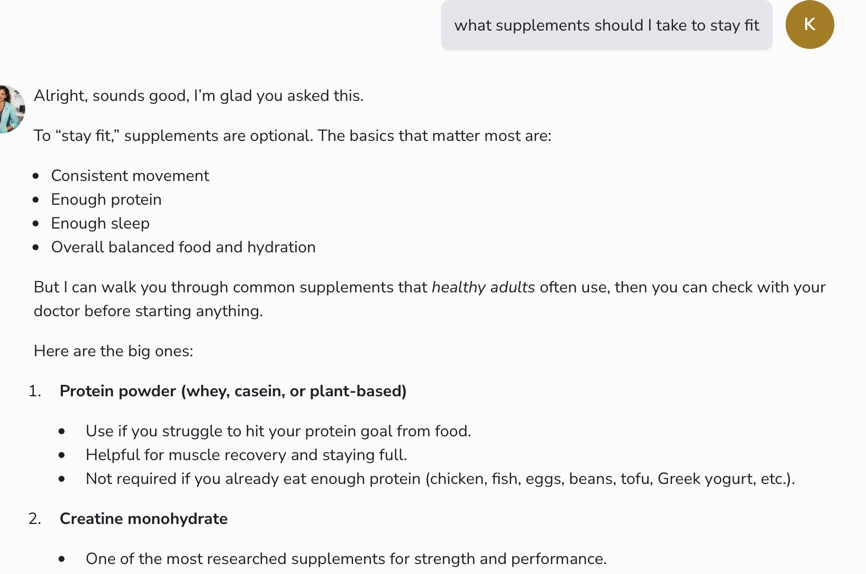 what supplements should I take to stay fit
K
Alright, sounds good, I’m glad you asked this.
To “stay fit,” supplements are optional. The basics that matter most are:
• Consistent movement
• Enough protein
• Enough sleep
• Overall balanced food and hydration
But I can walk you through common supplements that healthy adults often use, then you can check with your
doctor before starting anything.
Here are the big ones:
1. Protein powder (whey, casein, or plant-based)
• Use if you struggle to hit your protein goal from food.
• Helpful for muscle recovery and staying full.
• Not required if you already eat enough protein (chicken, fish, eggs, beans, tofu, Greek yogurt, etc.).
2. Creatine monohydrate
• One of the most researched supplements for strength and performance.